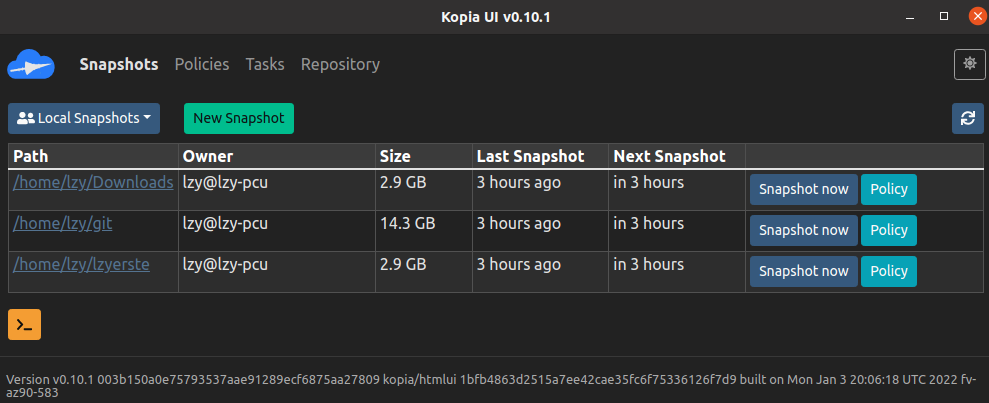 Kopia UI v0.10.1
Snapshots Policies Tasks Repository
Local Snapshots New Snapshot
Path Owner Size Last Snapshot Next Snapshot
/home/lzy/Downloads lzy@lzy-pcu 2.9 GB 3 hours ago in 3 hours Snapshot now Policy
/home/lzy/git lzy@lzy-pcu 14.3 GB 3 hours ago in 3 hours Snapshot now Policy
/home/lzy/lzyerste lzy@lzy-pcu 2.9 GB 3 hours ago in 3 hours Snapshot now Policy
Version v0.10.1 003b150a0e75793537aae91289ecf6875aa27809 kopia/htmlui 1bfb4863d2515a7ee42cae35fc6f75336126f7d9 built on Mon Jan 3 20:06:18 UTC 2022 fv-
az90-583